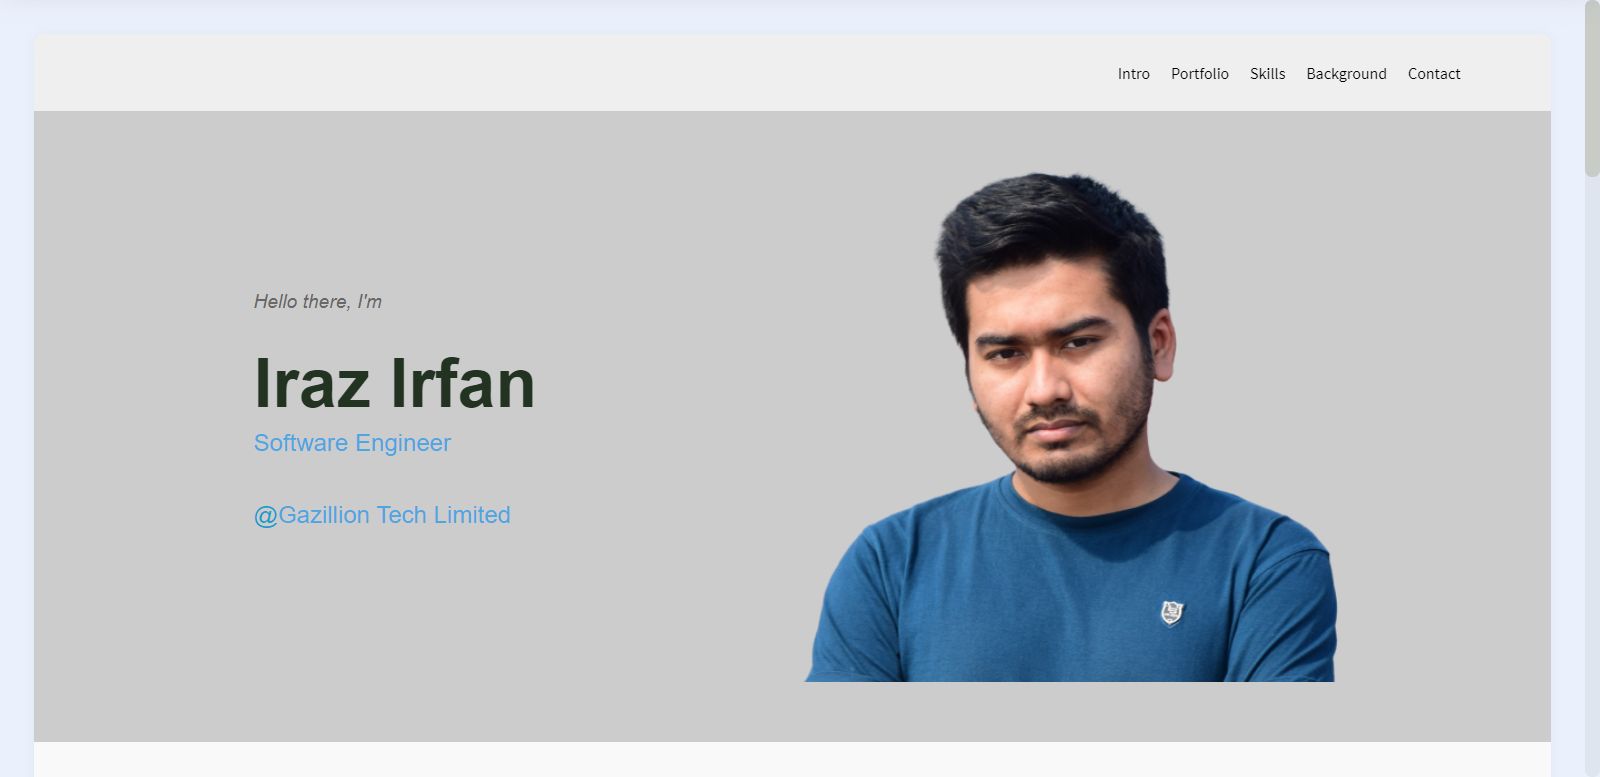 Intro Portfolio Skills Background Contact
Hello there, I'm
Iraz Irfan
Software Engineer
@Gazillion Tech Limited